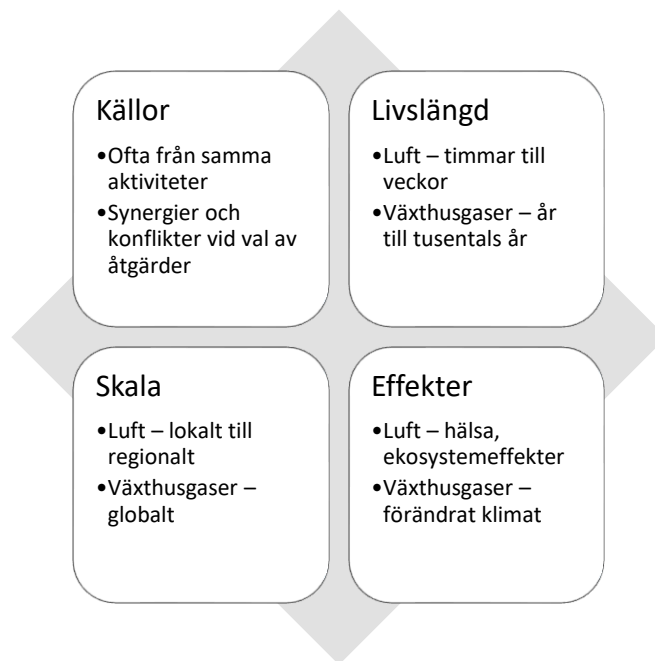 Källor
•Ofta från samma
aktiviteter
•Synergier och
konflikter vid val av
åtgärder
Livslängd
•Luft – timmar till
veckor
•Växthusgaser – år
till tusentals år
Skala
•Luft – lokalt till
regionalt
•Växthusgaser –
globalt
Effekter
•Luft – hälsa,
ekosystemeffekter
•Växthusgaser –
förändrat klimat